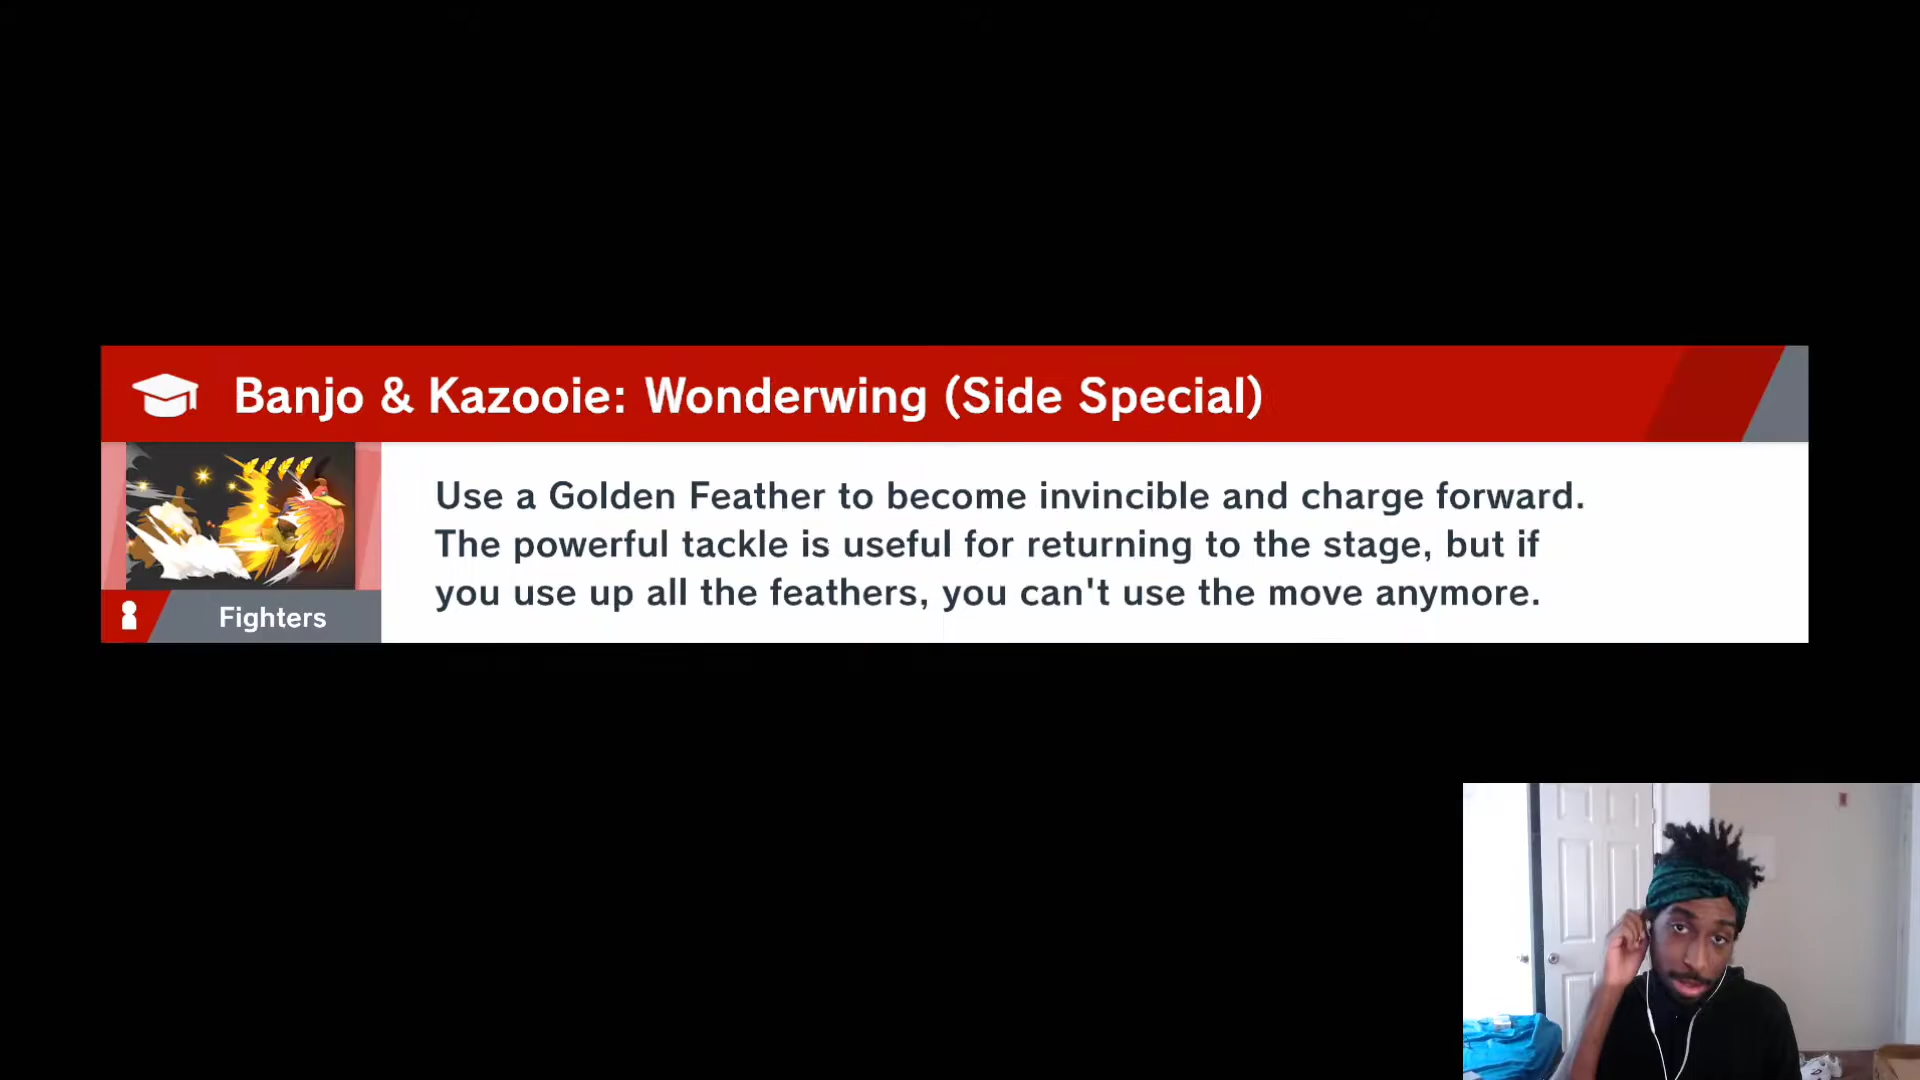 Banjo & Kazooie: Wonderwing (Side Special)
Use a Golden Feather to become invincible and charge forward.
The powerful tackle is useful for returning to the stage, but if
you use up all the feathers, you can't use the move anymore.
Fighters